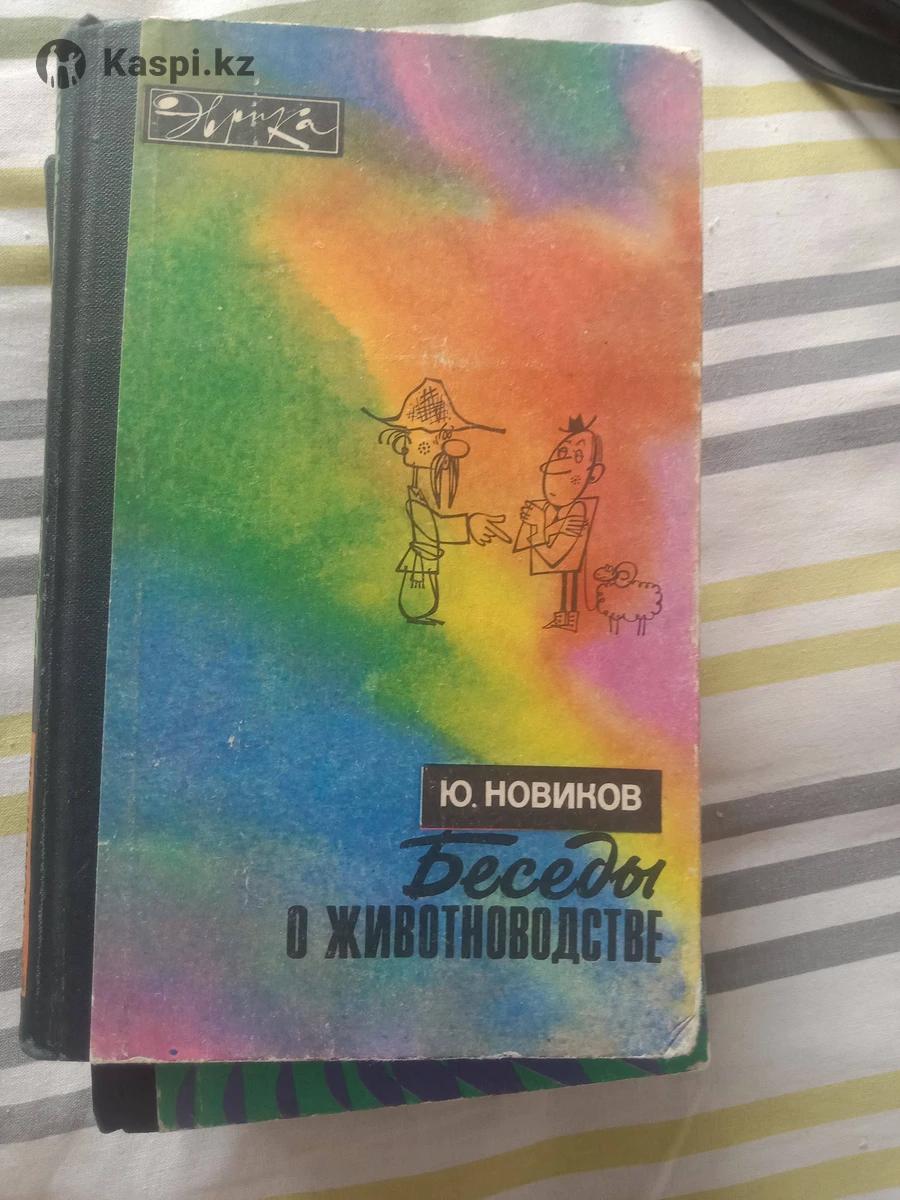 Kaspi.kz
Эврика
Ю. НОВИКОВ
Беседы
О ЖИВОТНОВОДСТВЕ